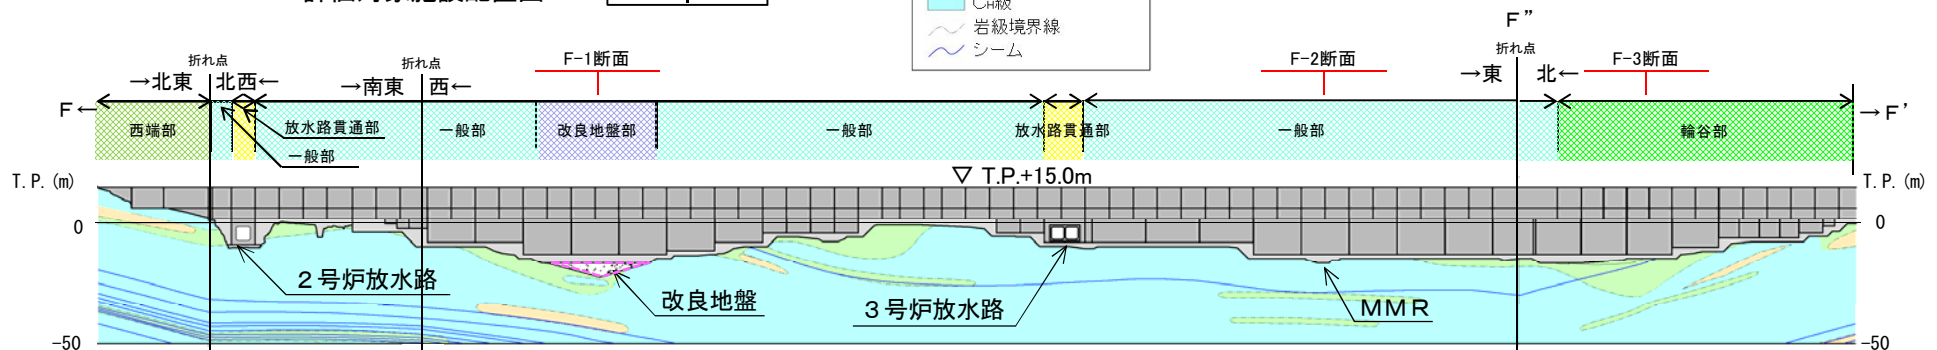 CH級
岩級境界線
シーム
F”
折れ点
折れ点
F-1断面
F-2断面
折れ点
F-3断面
→北東
北西←
→南東
西←
→東
北←
F←
西端部
放水路貫通部
一般部
改良地盤部
一般部
放水路貫通部
一般部
輪谷部
→F’
一般部
T.P.(m)
▽ T.P.+15.0m
T.P.(m)
0
0
2号炉放水路
改良地盤
3号炉放水路
MMR
-50
-50